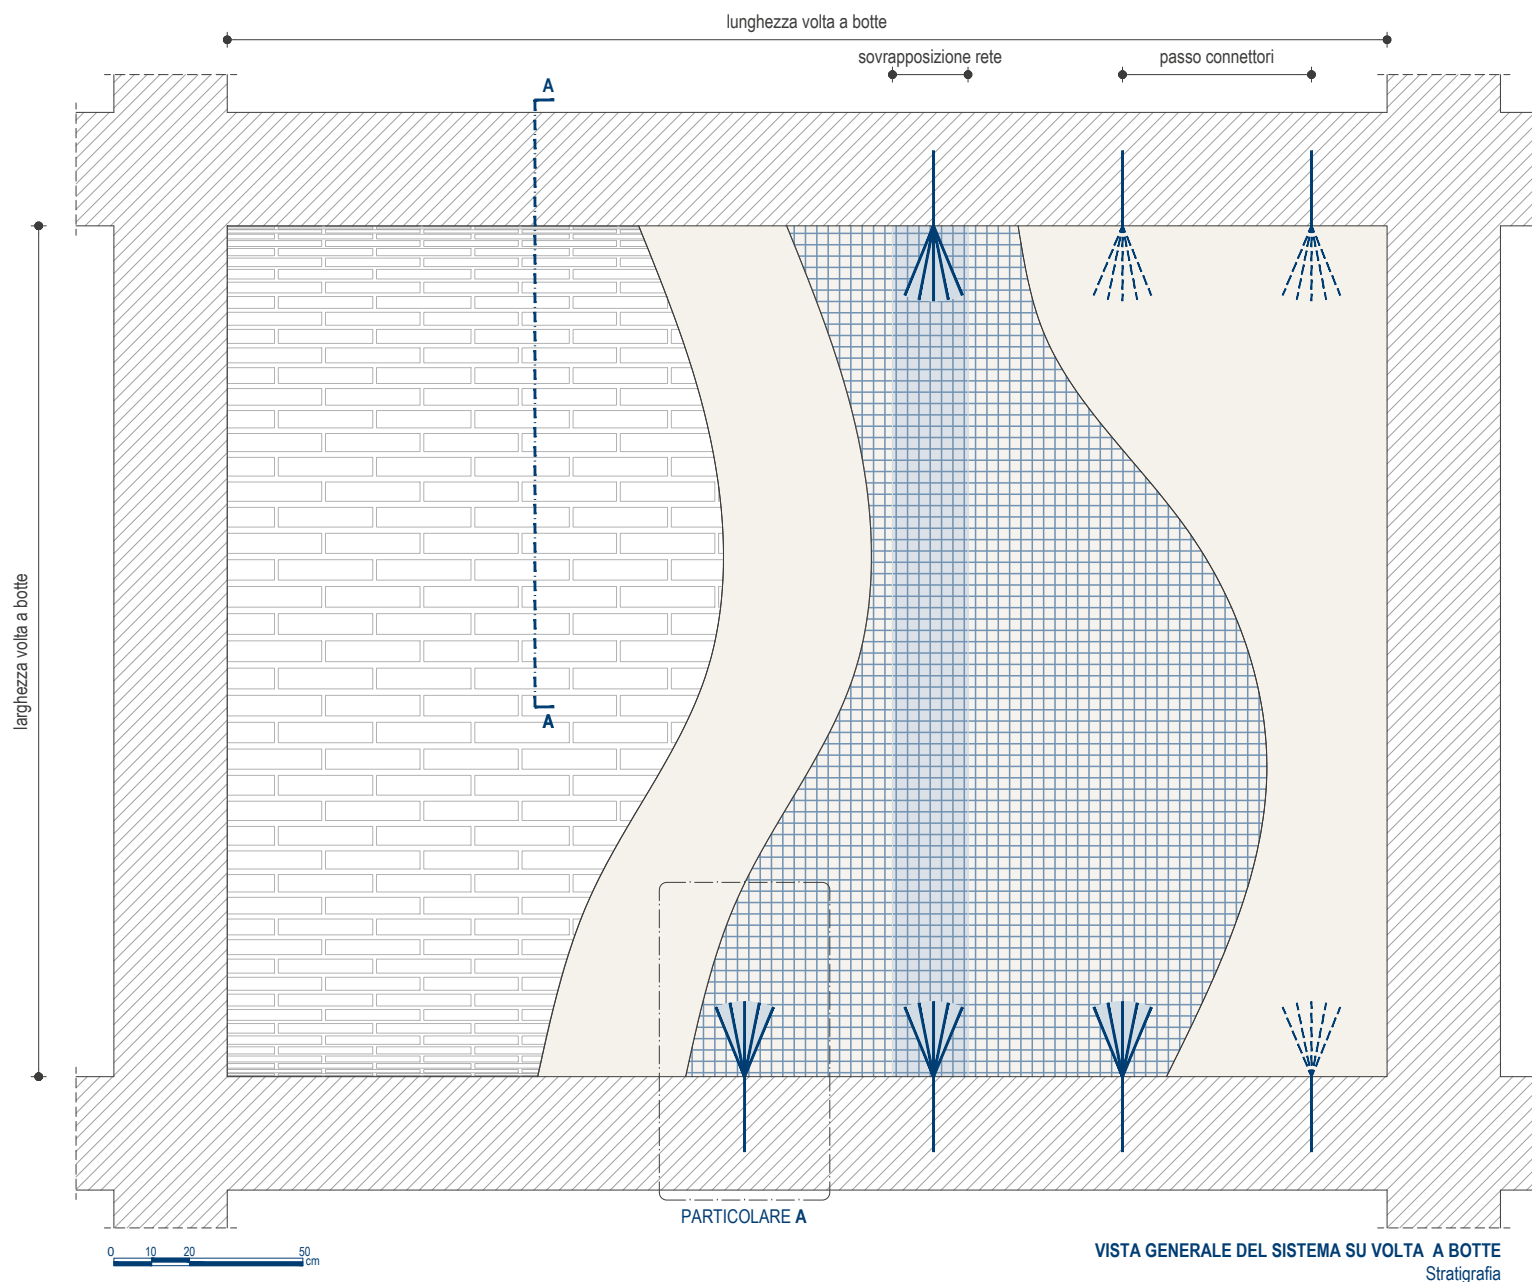 lunghezza volta a botte
sovrapposizione rete
passo connettori
A
larghezza volta a botte
A
PARTICOLARE A
0 10 20 50
cm
VISTA GENERALE DEL SISTEMA SU VOLTA A BOTTE
Stratigrafia